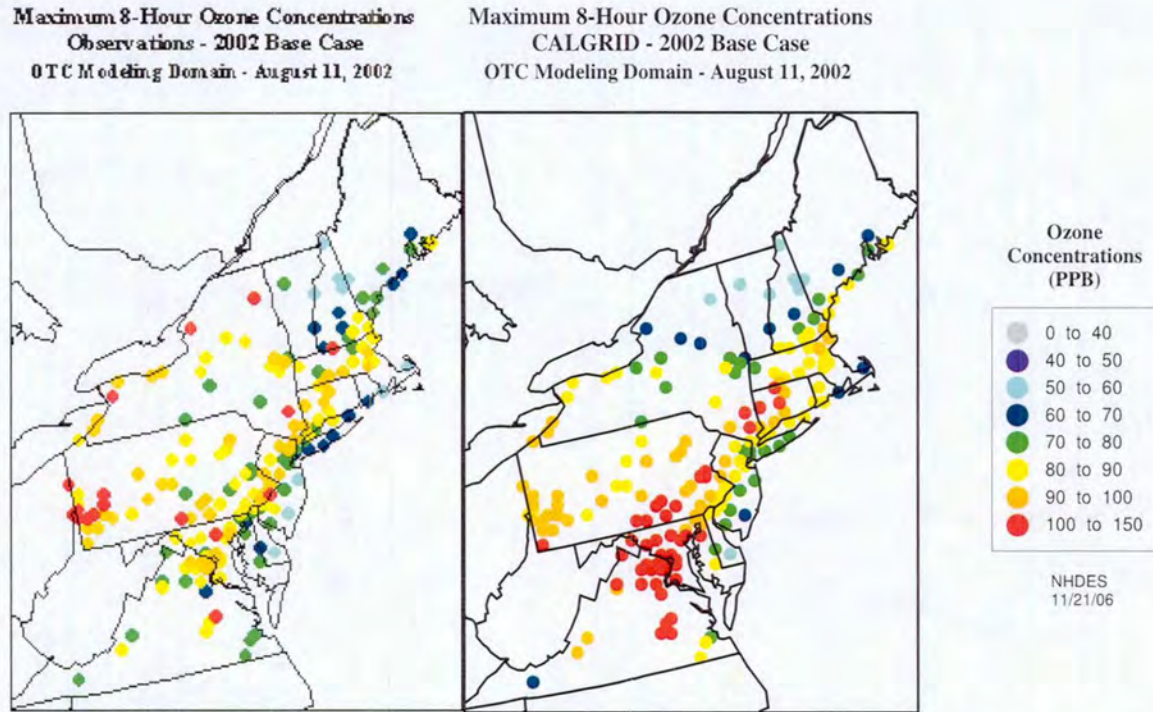 Maximum 8-Hour Ozone Concentrations
Observations - 2002 Base Case
OTC Modeling Domain - August 11, 2002
Maximum 8-Hour Ozone Concentrations
CALGRID - 2002 Base Case
OTC Modeling Domain - August 11, 2002
Ozone
Concentrations
(PPB)
0 to 40
40 to 50
50 to 60
60 to 70
70 to 80
80 to 90
90 to 100
100 to 150
NHDES
11/21/06